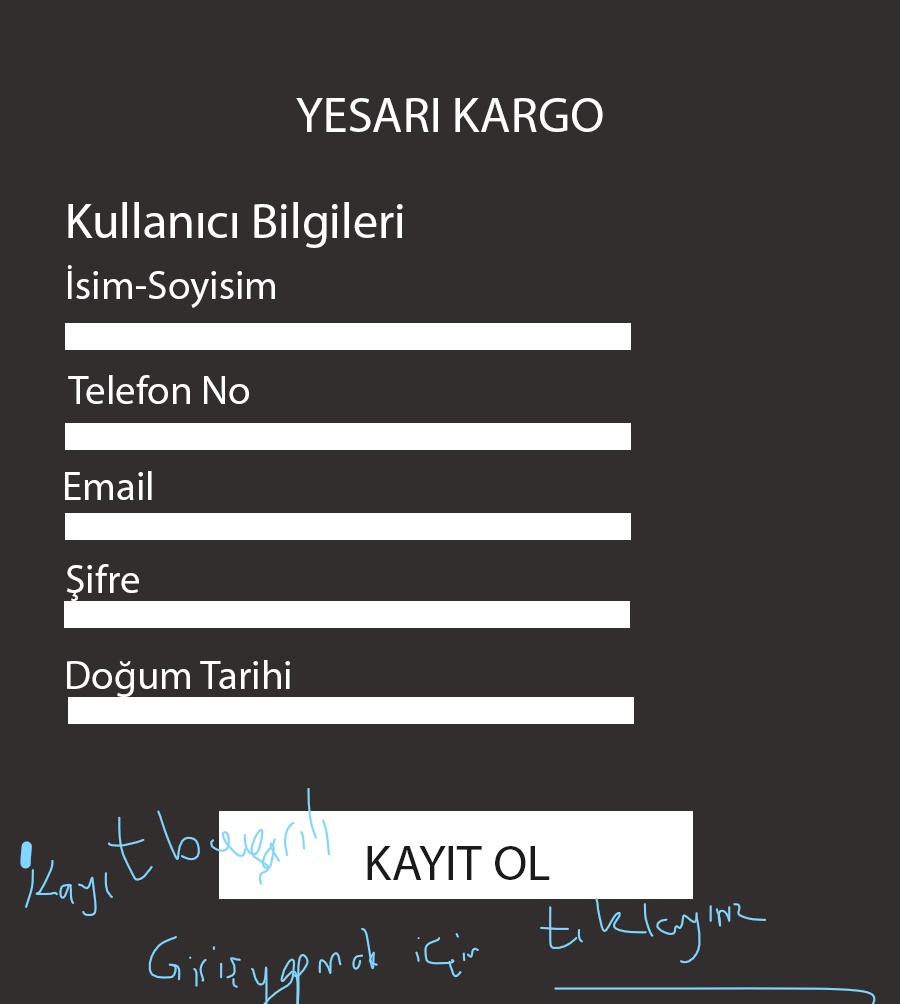 YESARI KARGO
Kullanıcı Bilgileri
İsim-Soyisim
Telefon No
Email
Şifre
Doğum Tarihi
KAYIT OL
Kayıt başarılı
Giriş yapmak için tıklayınız